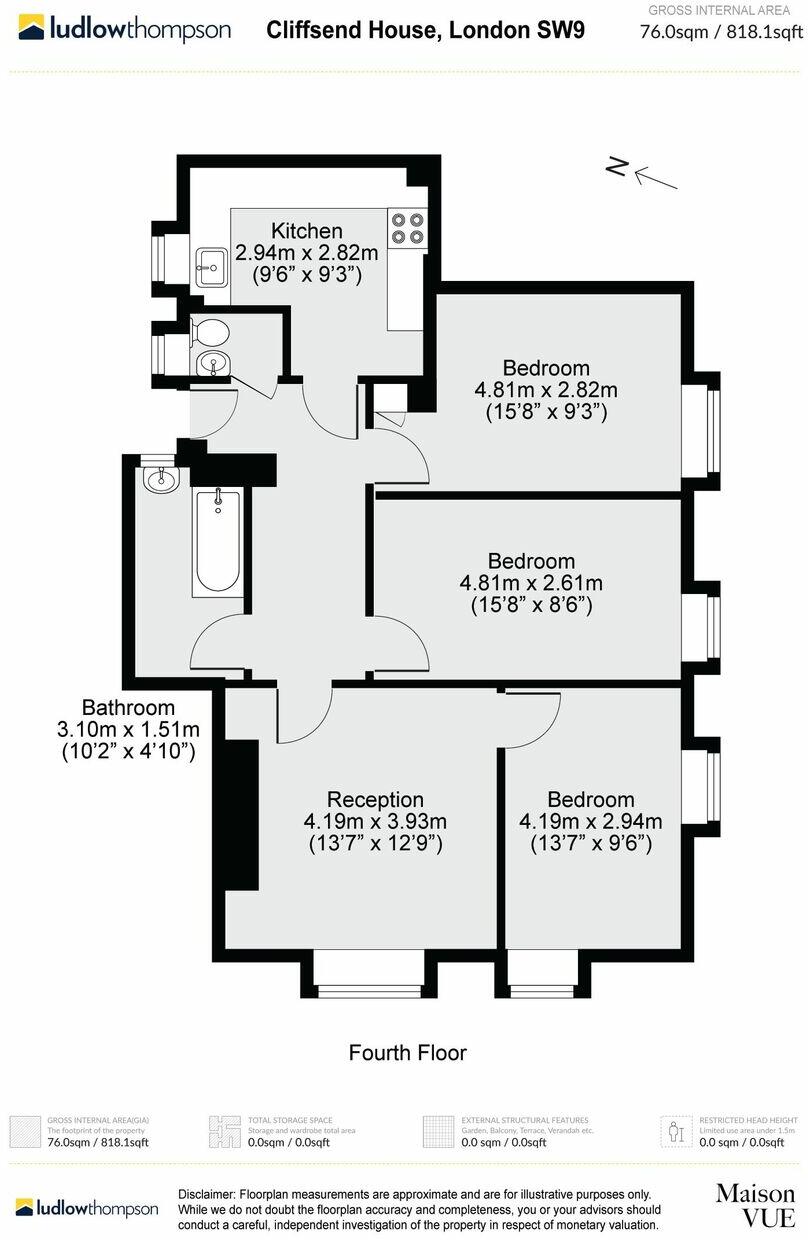 ludlowthompson
Cliffsend House, London SW9
GROSS INTERNAL AREA
76.0sqm / 818.1sqft
N
Kitchen
2.94m x 2.82m
(9’6” x 9’3”)
Bedroom
4.81m x 2.82m
(15’8” x 9’3”)
Bedroom
4.81m x 2.61m
(15’8” x 8’6”)
Bathroom
3.10m x 1.51m
(10’2” x 4’10”)
Reception
4.19m x 3.93m
(13’7” x 12’9”)
Bedroom
4.19m x 2.94m
(13’7” x 9’6”)
Fourth Floor
GROSS INTERNAL AREA(GIA)
The footprint of the property
76.0sqm / 818.1sqft
TOTAL STORAGE SPACE
Storage and wardrobe total area
0.0sqm / 0.0sqft
EXTERNAL STRUCTURAL FEATURES
Garden, Balcony, Terrace, Verandah etc.
0.0 sqm / 0.0sqft
RESTRICTED HEAD HEIGHT
Limited use area under 1.5m
0.0 sqm / 0.0sqft
ludlowthompson
Disclaimer: Floorplan measurements are approximate and are for illustrative purposes only.
While we do not doubt the floorplan accuracy and completeness, you or your advisors should
conduct a careful, independent investigation of the property in respect of monetary valuation.
Maison
VUE